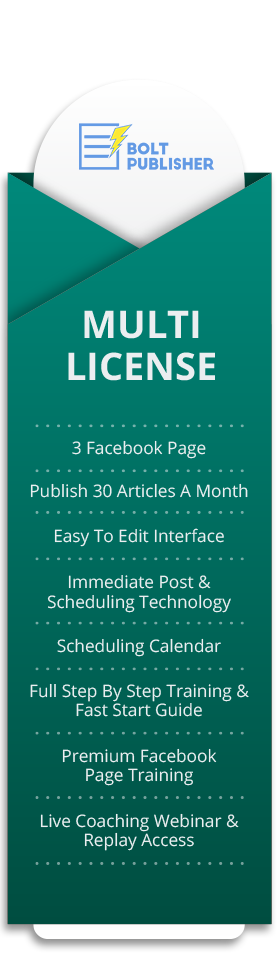 BOLT
PUBLISHER
MULTI
LICENSE
3 Facebook Page
Publish 30 Articles A Month
Easy To Edit Interface
Immediate Post &
Scheduling Technology
Scheduling Calendar
Full Step By Step Training &
Fast Start Guide
Premium Facebook
Page Training
Live Coaching Webinar &
Replay Access